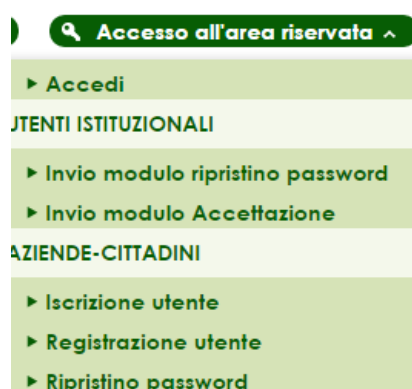 Accesso all'area riservata
Accedi
UTENTI ISTITUZIONALI
Invio modulo ripristino password
Invio modulo Accettazione
AZIENDE-CITTADINI
Iscrizione utente
Registrazione utente
Ripristino password